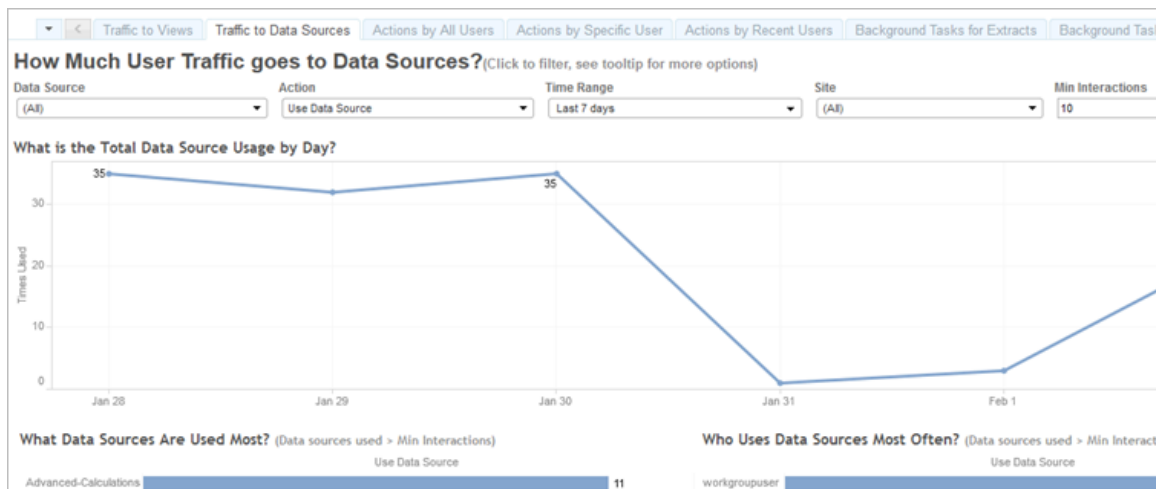 Traffic to Views Traffic to Data Sources Actions by All Users Actions by Specific User Actions by Recent Users Background Tasks for Extracts Background
How Much User Traffic goes to Data Sources?(Click to filter, see tooltip for more options)
Data Source Action Time Range Site Min Interactions
(All) Use Data Source Last 7 days (All) 10
What is the Total Data Source Usage by Day?
35
35
30
20
10
0
Times Used
Jan 28 Jan 29 Jan 30 Jan 31 Feb 1
What Data Sources Are Used Most? (Data sources used > Min Interactions) Who Uses Data Sources Most Often? (Data sources used > Min
Use Data Source Use Data Source
Advanced-Calculations 11 workgroupuser